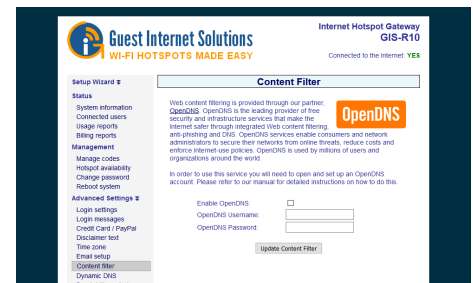 Guest Internet Solutions
WI-FI HOTSPOTS MADE EASY
Internet Hotspot Gateway
GIS-R10
Connected to the Internet YES
Setup Wizard
Status
System information
Connected users
Usage reports
Billing reports
Management
Manage codes
Hotspot availability
Change password
Reboot system
Advanced Settings
Login settings
Login messages
Credit Card / PayPal
Disclaimer text
Time zone
Email setup
Content filter
Dynamic DNS
Content Filter
Web content filtering is provided through our partner,
OpenDNS. OpenDNS is the leading provider of free
security and infrastructure services that make the
Internet safer through integrated Web content filtering,
anti-phishing and DNS. OpenDNS services enable consumers and network
administrators to secure their networks from online threats, reduce costs and
enforce Internet-use policies. OpenDNS is used by millions of users and
organizations around the world.
OpenDNS
In order to use this service you will need to open and set up an OpenDNS
account. Please refer to our manual for detailed instructions on how to do this.
Enable OpenDNS:
OpenDNS Username:
OpenDNS Password:
Update Content Filter